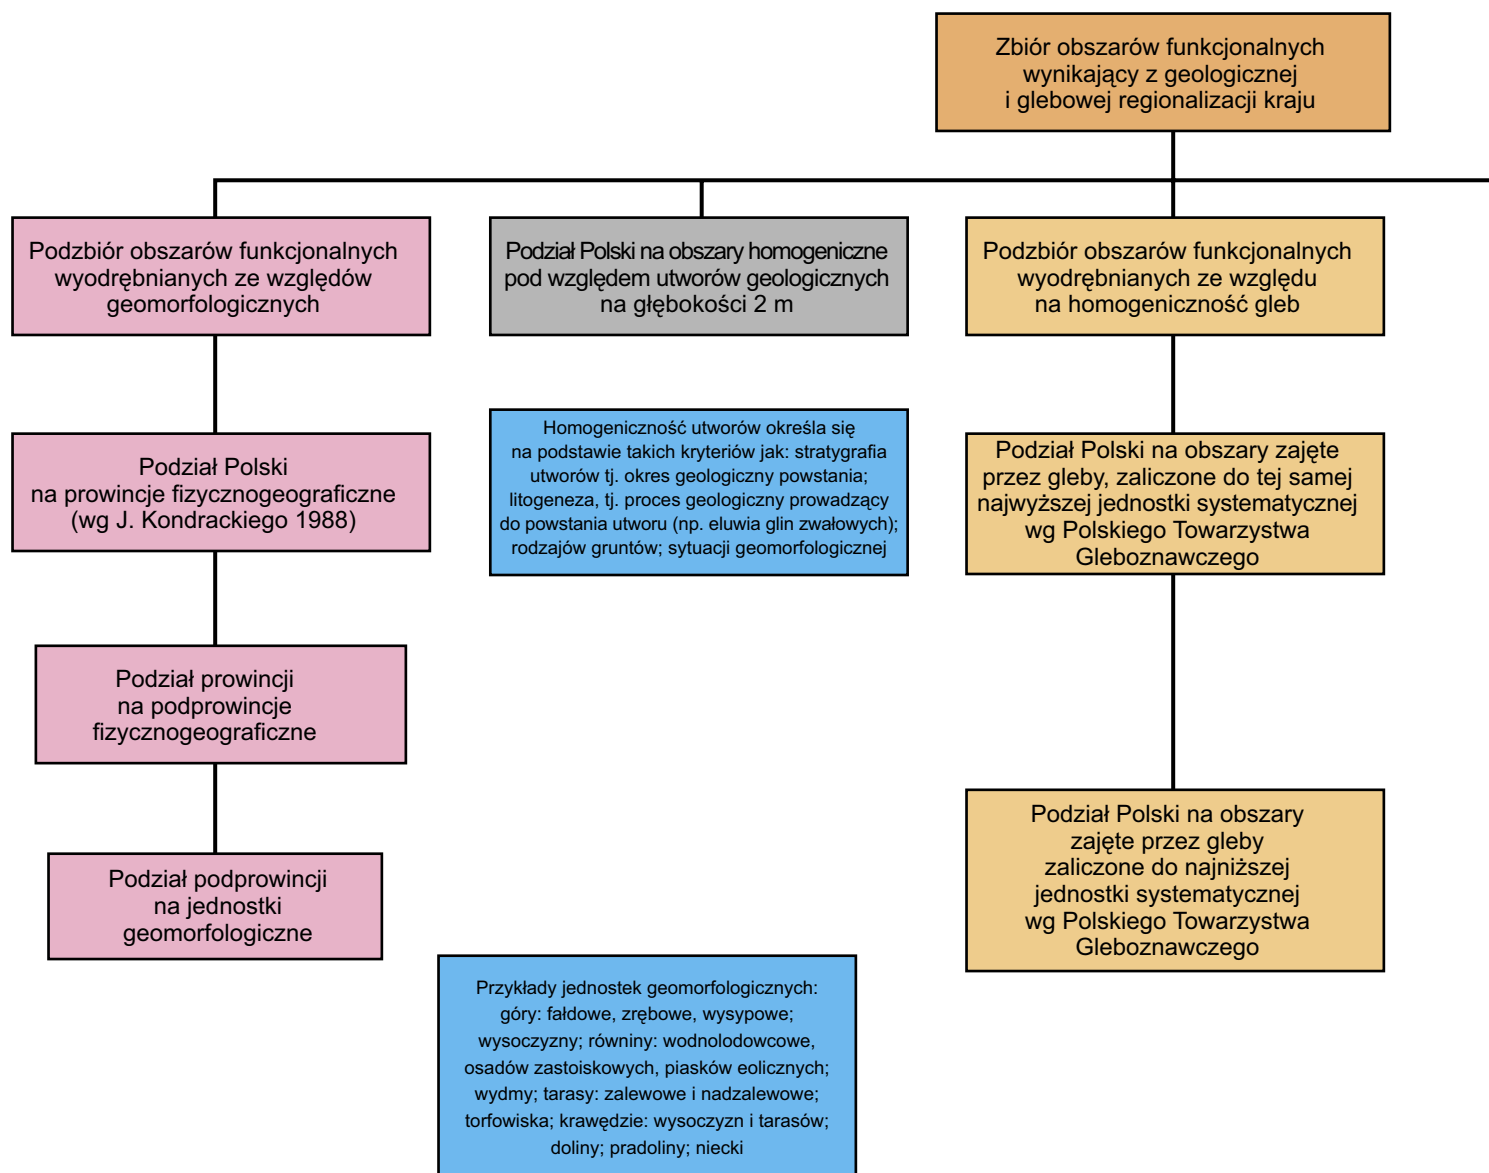 Zbiór obszarów funkcjonalnych
wynikający z geologicznej
i glebowej regionalizacji kraju
Podzbiór obszarów funkcjonalnych
wyodrębnianych ze względów
geomorfologicznych
Podział Polski na obszary homogeniczne
pod względem utworów geologicznych
na głębokości 2 m
Podzbiór obszarów funkcjonalnych
wyodrębnianych ze względu
na homogeniczność gleb
Podział Polski
na prowincje fizycznogeograficzne
(wg J. Kondrackiego 1988)
Homogeniczność utworów określa się
na podstawie takich kryteriów jak: stratygrafia
utworów tj. okres geologiczny powstania;
litogeneza, tj. proces geologiczny prowadzący
do powstania utworu (np. eluwia glin zwałowych);
rodzajów gruntów; sytuacji geomorfologicznej
Podział Polski na obszary zajęte
przez gleby, zaliczone do tej samej
najwyższej jednostki systematycznej
wg Polskiego Towarzystwa
Gleboznawczego
Podział prowincji
na podprowincje
fizycznogeograficzne
Podział Polski na obszary
zajęte przez gleby
zaliczone do najniższej
jednostki systematycznej
wg Polskiego Towarzystwa
Gleboznawczego
Podział podprowincji
na jednostki
geomorfologiczne
Przykłady jednostek geomorfologicznych:
góry: fałdowe, zrębowe, wysypowe;
wysoczyzny; równiny: wodnolodowcowe,
osadów zastoiskowych, piasków eolicznych;
wydmy; tarasy: zalewowe i nadzalewowe;
torfowiska; krawędzie: wysoczyzn i tarasów;
doliny; pradoliny; niecki